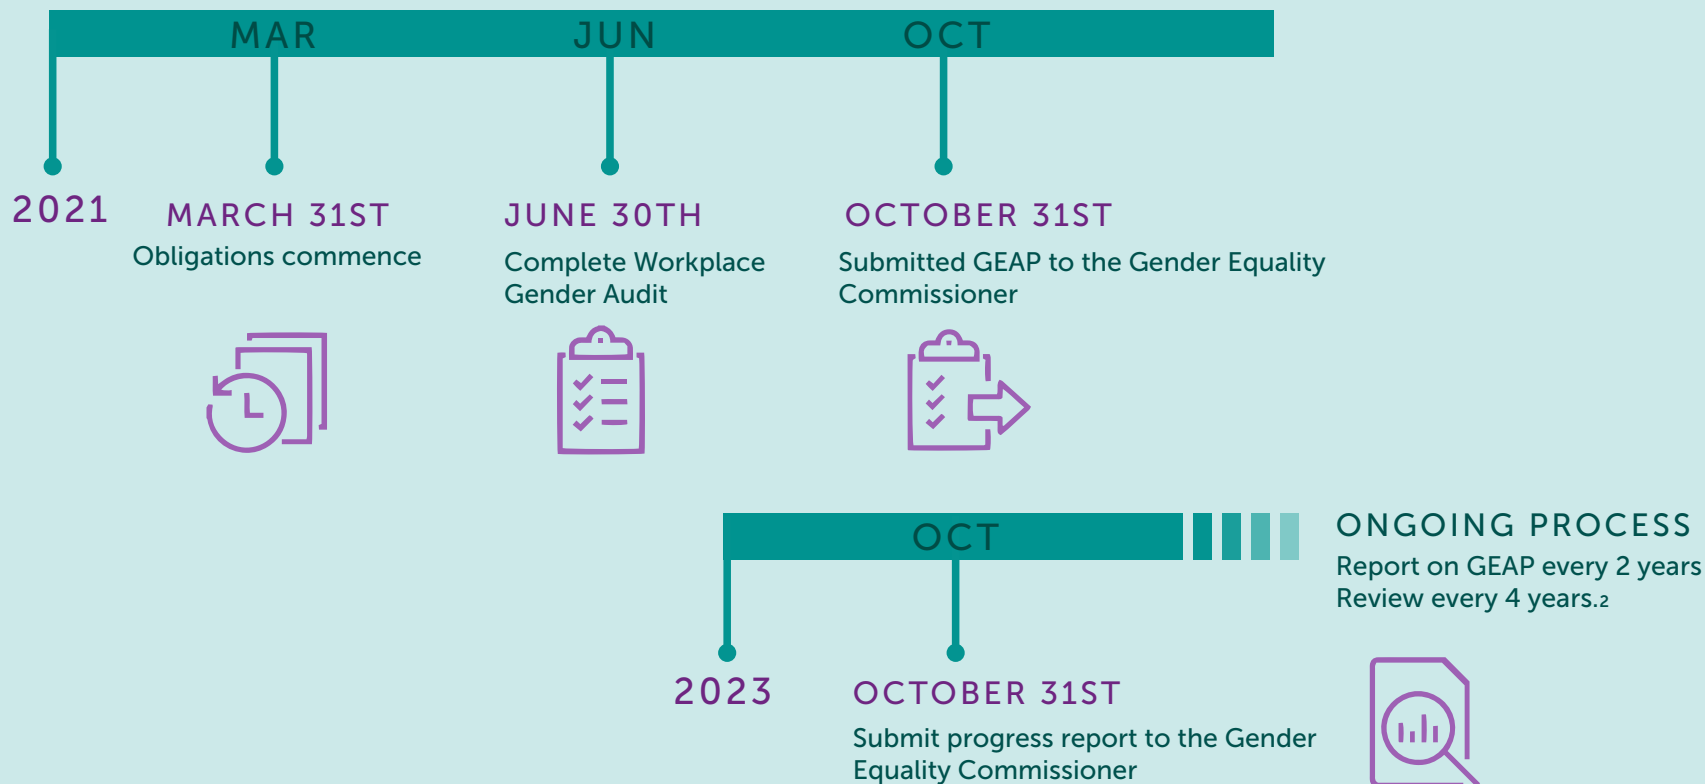 MAR
JUN
OCT
2021
MARCH 31ST
Obligations commence
JUNE 30TH
Complete Workplace
Gender Audit
OCTOBER 31ST
Submitted GEAP to the Gender Equality
Commissioner
OCT
2023
OCTOBER 31ST
Submit progress report to the Gender
Equality Commissioner
ONGOING PROCESS
Report on GEAP every 2 years
Review every 4 years.2